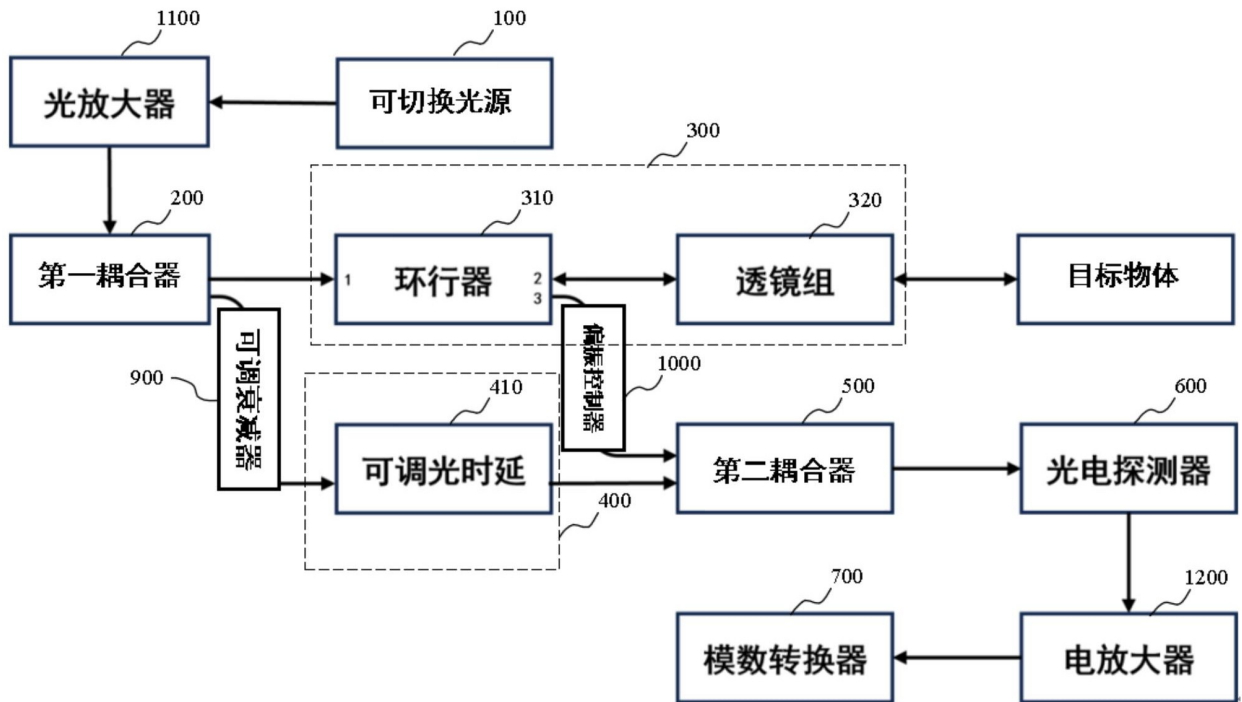 1100
100
光放大器
可切换光源
300
200
310
320
第一耦合器
1
环行器
2
3
透镜组
目标物体
900
可调衰减器
偏振控制器
1000
410
500
600
可调光时延
第二耦合器
光电探测器
400
700
1200
模数转换器
电放大器